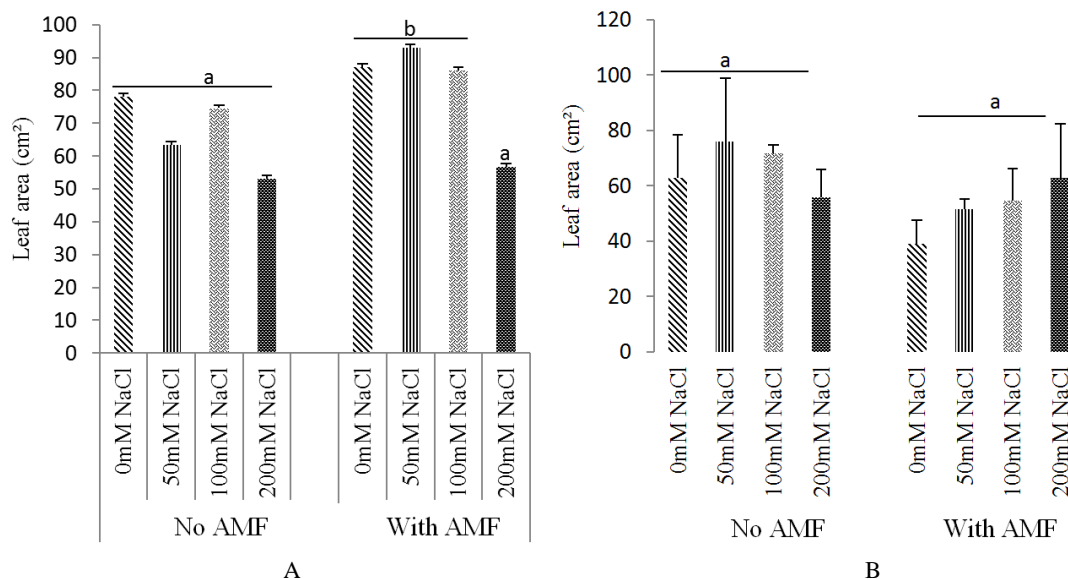 Leaf area (cm²)
100
90
80
70
60
50
40
30
20
10
0
a
b
a
0mM NaCl
50mM NaCl
100mM NaCl
200mM NaCl
0mM NaCl
50mM NaCl
100mM NaCl
200mM NaCl
No AMF
With AMF
A
Leaf area (cm²)
120
100
80
60
40
20
0
a
a
0mM NaCl
50mM NaCl
100mM NaCl
200mM NaCl
0mM NaCl
50mM NaCl
100mM NaCl
200mM NaCl
No AMF
With AMF
B